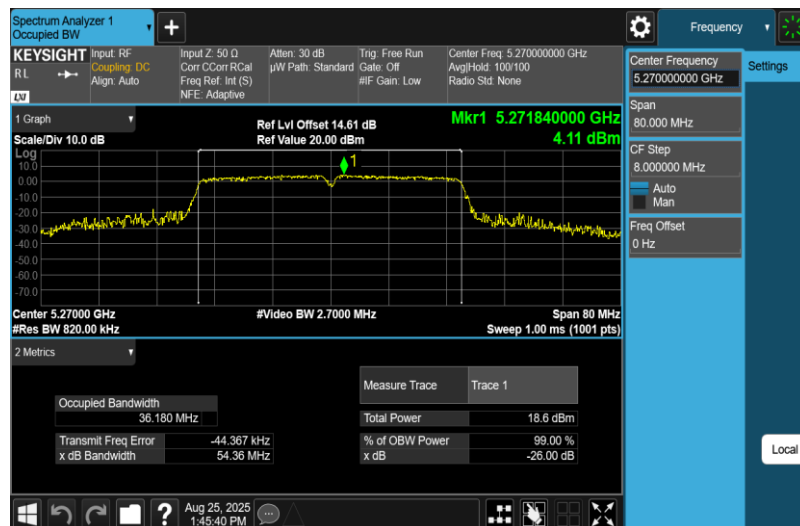 Spectrum Analyzer 1
Occupied BW
+
Frequency
KEYSIGHT
RL
LXI
Input: RF
Coupling: DC
Align: Auto
Input Z: 50 Ω
Corr CCorr RCal
Freq Ref: Int (S)
NFE: Adaptive
Atten: 30 dB
µW Path: Standard
Trig: Free Run
Gate: Off
#IF Gain: Low
Center Freq: 5.270000000 GHz
Avg|Hold: 100/100
Radio Std: None
Center Frequency
5.270000000 GHz
Settings
Span
80.000 MHz
CF Step
8.000000 MHz
Auto
Man
Freq Offset
0 Hz
Local
1 Graph
Scale/Div 10.0 dB
Ref Lvl Offset 14.61 dB
Ref Value 20.00 dBm
Mkr1 5.271840000 GHz
4.11 dBm
Log
1
10.0
0.00
-10.0
-20.0
-30.0
-40.0
-50.0
-60.0
-70.0
Center 5.27000 GHz
#Res BW 820.00 kHz
#Video BW 2.7000 MHz
Span 80 MHz
Sweep 1.00 ms (1001 pts)
2 Metrics
Measure Trace Trace 1
Occupied Bandwidth
36.180 MHz
Total Power 18.6 dBm
Transmit Freq Error -44.367 kHz
% of OBW Power 99.00 %
x dB Bandwidth 54.36 MHz
x dB -26.00 dB
?
Aug 25, 2025
1:45:40 PM